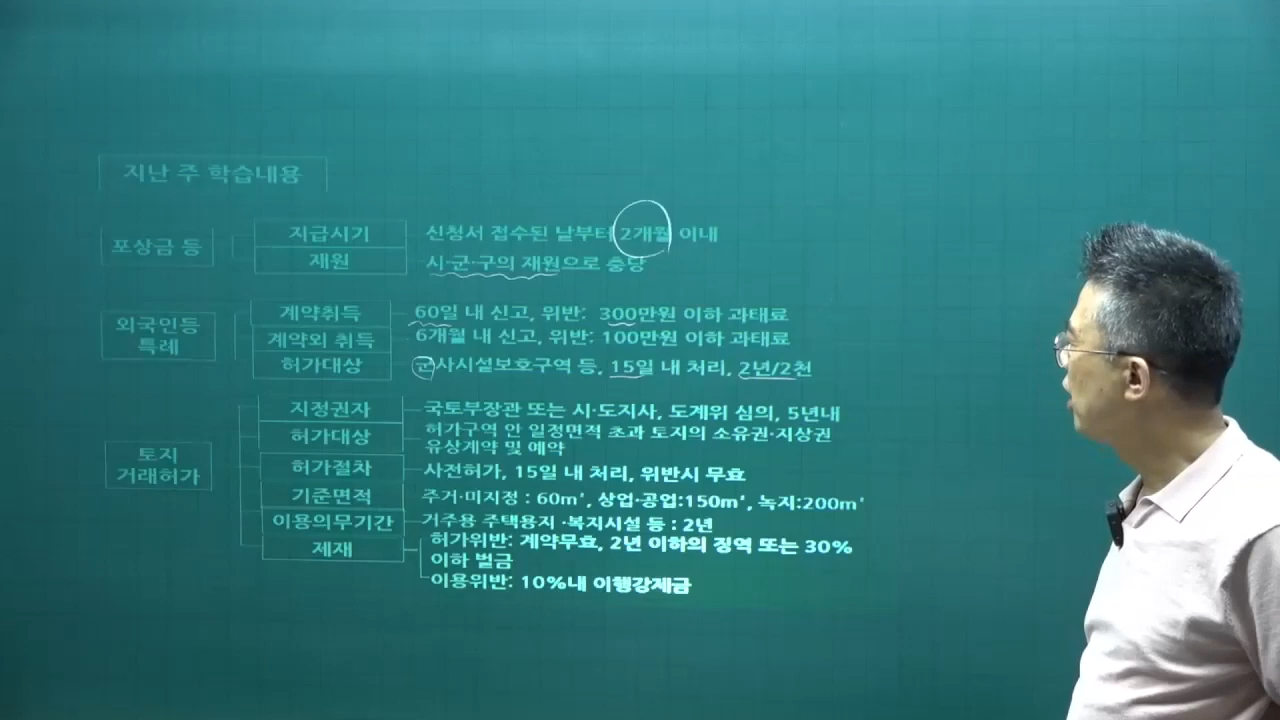 지난 주 학습내용
포상금 등
지급시기
신청서 접수된 날부터 2개월 이내
재원
시·군·구의 재원으로 충당
외국인등
특례
계약취득
60일 내 신고, 위반: 300만원 이하 과태료
계약외 취득
6개월 내 신고, 위반: 100만원 이하 과태료
허가대상
군사시설보호구역 등, 15일 내 처리, 2년/2천
토지
거래허가
지정권자
국토부장관 또는 시·도지사, 도계위 심의, 5년내
허가대상
허가구역 안 일정면적 초과 토지의 소유권·지상권
유상계약 및 예약
허가절차
사전허가, 15일 내 처리, 위반시 무효
기준면적
주거·미지정 : 60m², 상업·공업:150m², 녹지:200m²
이용의무기간
거주용 주택용지 ·복지시설 등 : 2년
제재
허가위반: 계약무효, 2년 이하의 징역 또는 30%
이하 벌금
이용위반: 10%내 이행강제금